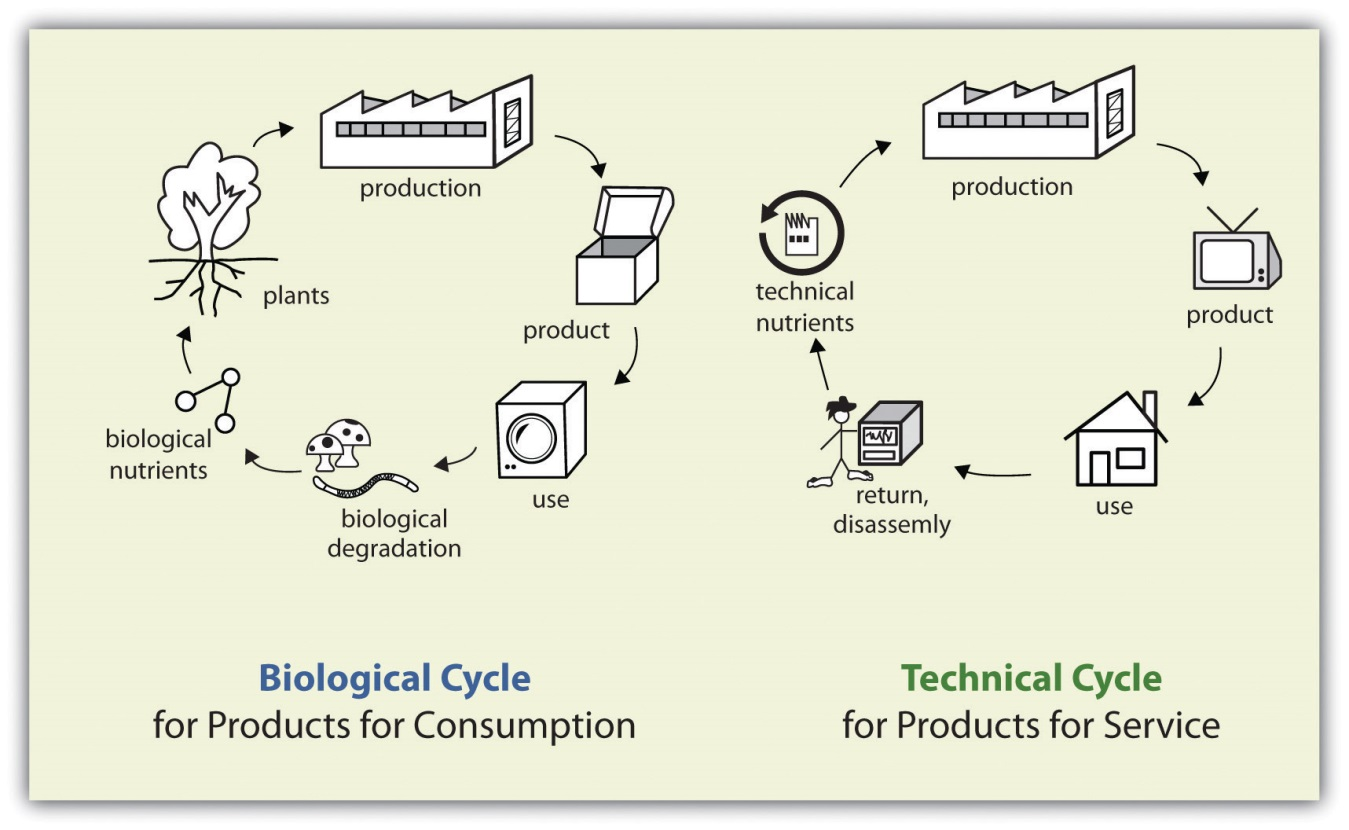 production
plants
product
biological
nutrients
use
biological
degradation
Biological Cycle
for Products for Consumption
production
technical
nutrients
product
return,
disassemly
use
Technical Cycle
for Products for Service